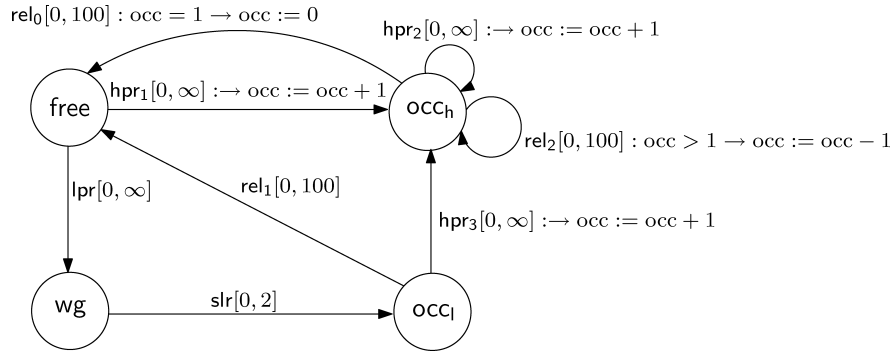 rel₀[0, 100] : occ = 1 → occ := 0
hpr₂[0, ∞] :→ occ := occ + 1
hpr₁[0, ∞] :→ occ := occ + 1
free
occₕ
rel₂[0, 100] : occ > 1 → occ := occ − 1
lpr[0, ∞]
rel₁[0, 100]
hpr₃[0, ∞] :→ occ := occ + 1
wg
slr[0, 2]
occₗ